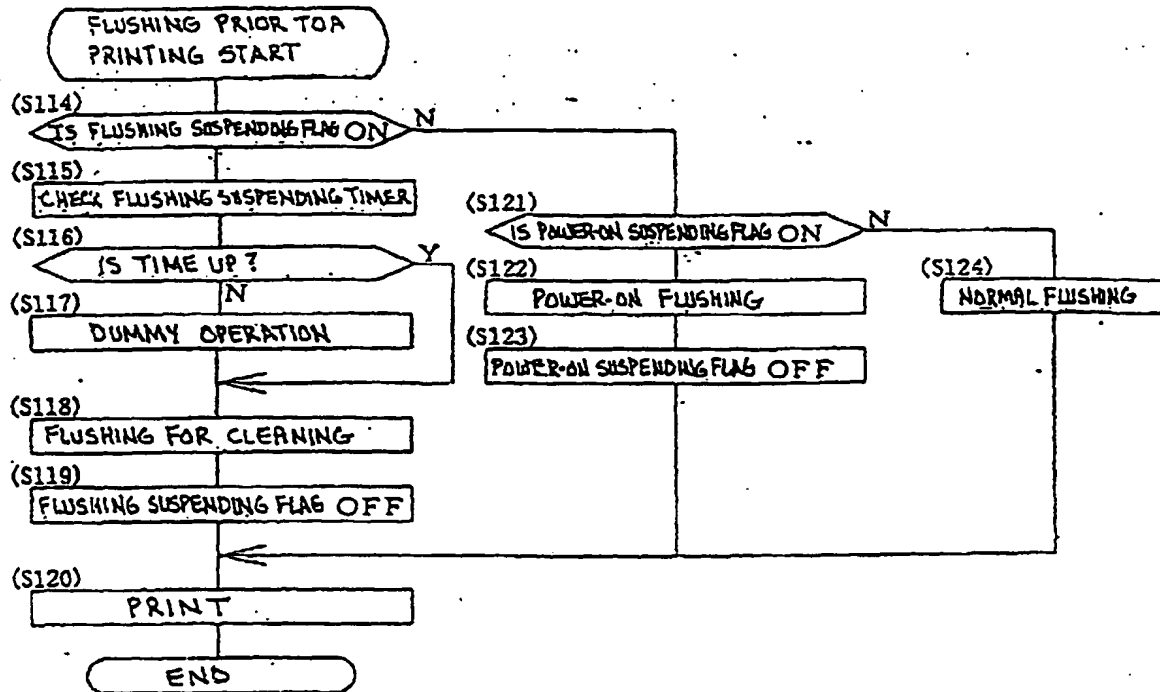 FLUSHING PRIOR TO A
PRINTING START
(S114)
IS FLUSHING SUSPENDING FLAG ON
N
(S115)
CHECK FLUSHING SUSPENDING TIMER
(S116)
IS TIME UP?
Y
N
(S117)
DUMMY OPERATION
(S118)
FLUSHING FOR CLEANING
(S119)
FLUSHING SUSPENDING FLAG OFF
(S121)
IS POWER-ON SUSPENDING FLAG ON
N
(S122)
POWER-ON FLUSHING
(S123)
POWER-ON SUSPENDING FLAG OFF
(S124)
NORMAL FLUSHING
(S120)
PRINT
END